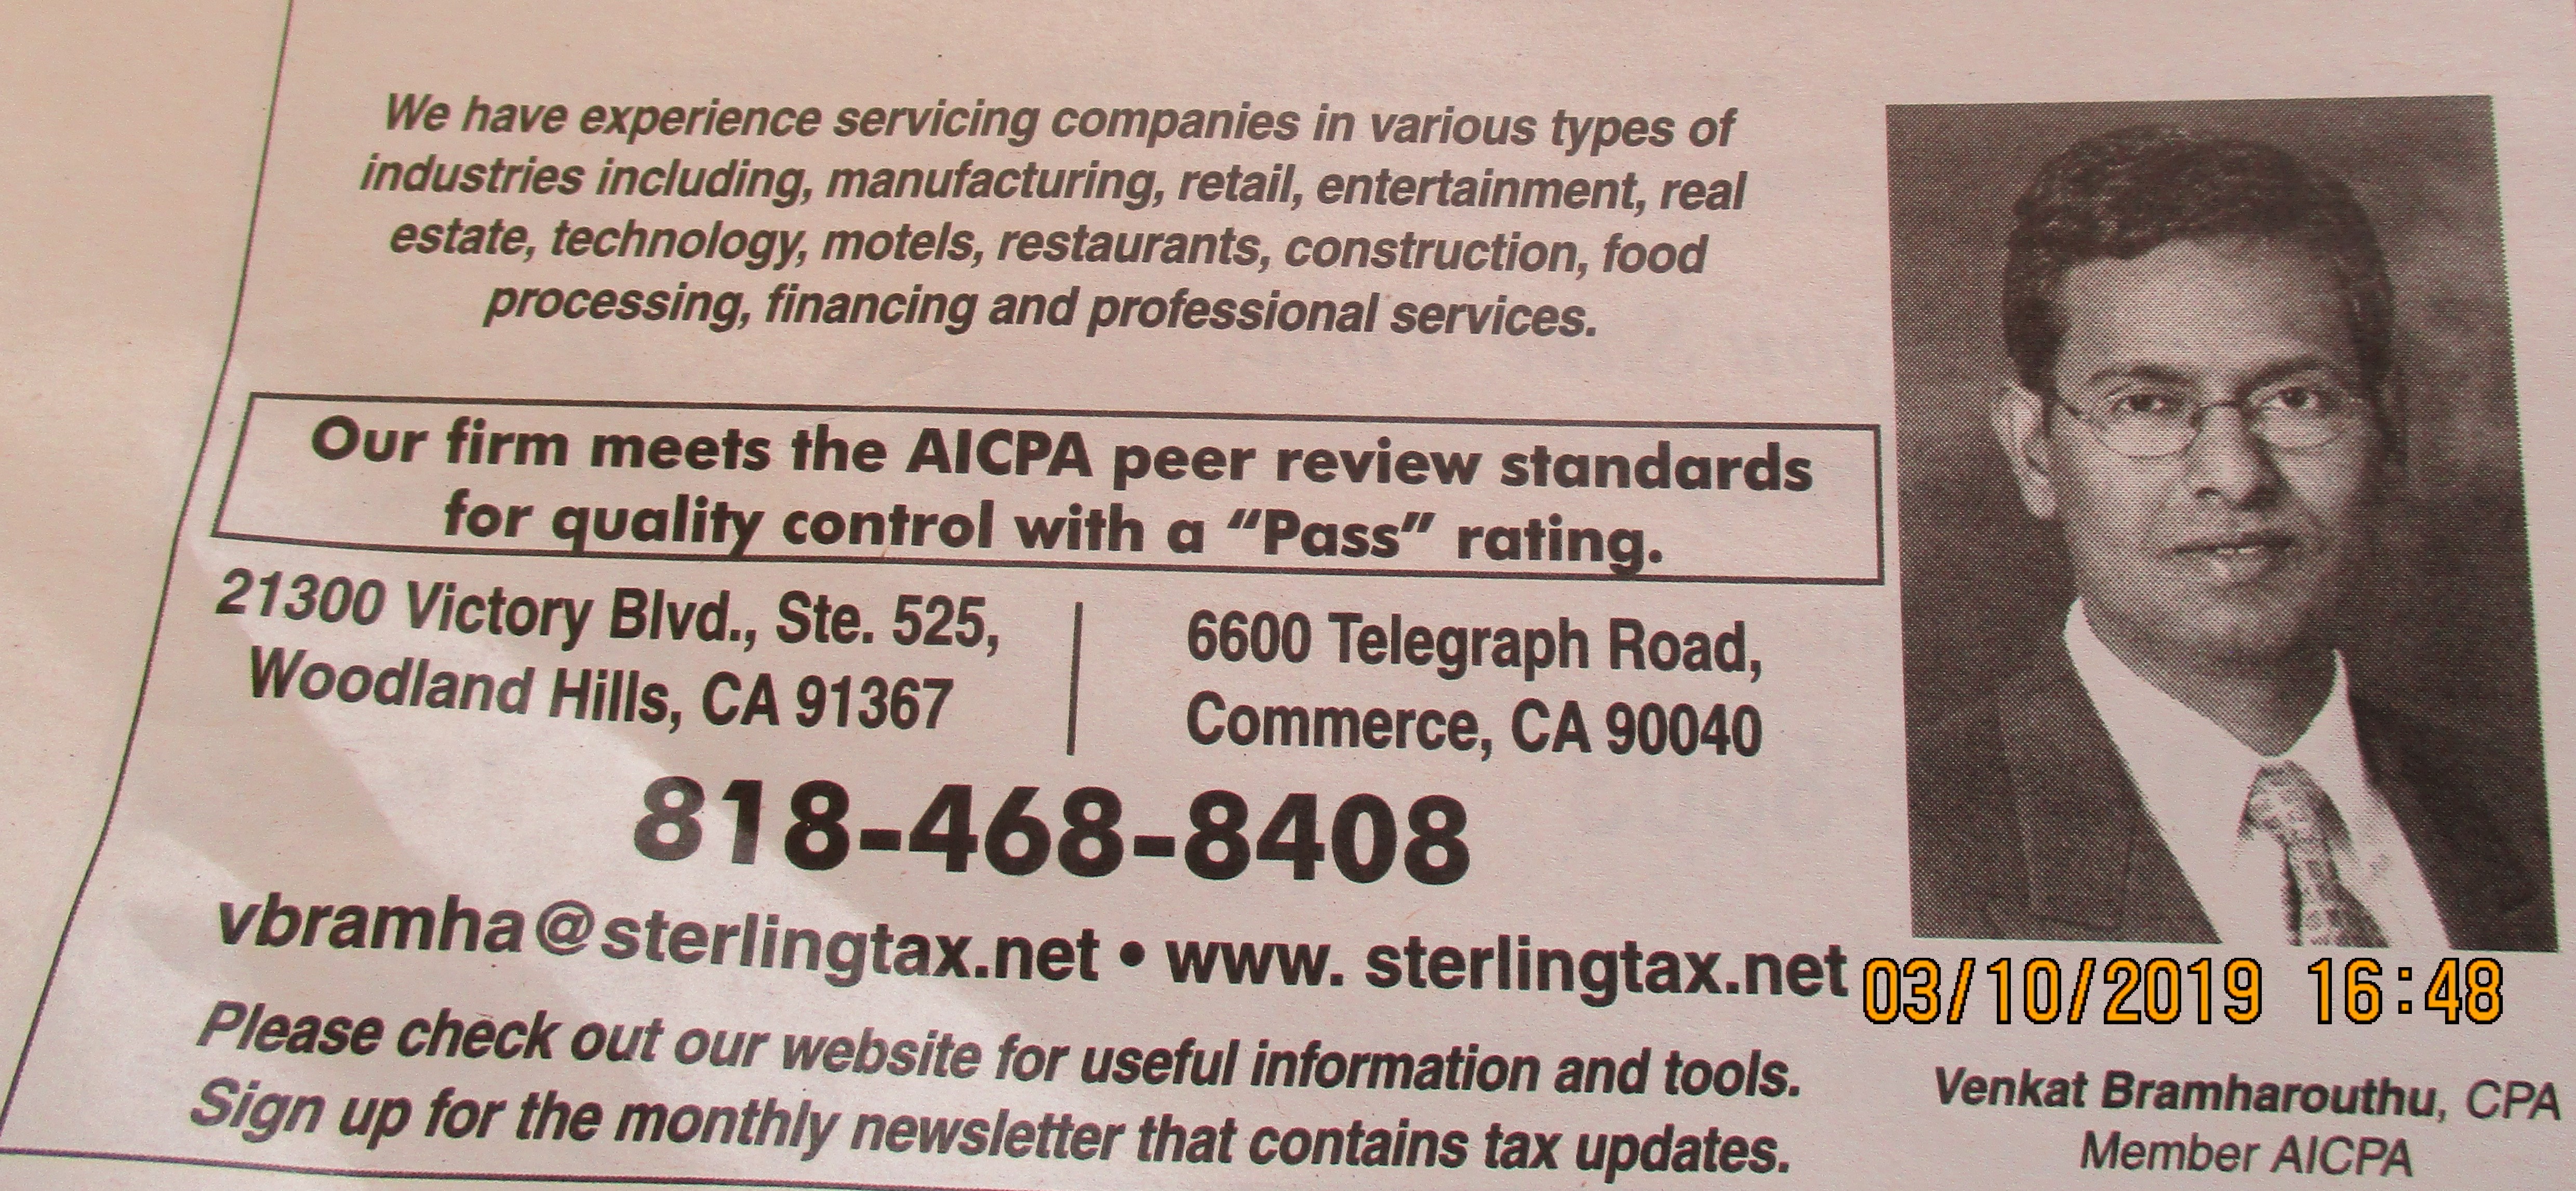 We have experience servicing companies in various types of
industries including, manufacturing, retail, entertainment, real
estate, technology, motels, restaurants, construction, food
processing, financing and professional services.
Our firm meets the AICPA peer review standards
for quality control with a “Pass” rating.
21300 Victory Blvd., Ste. 525,
Woodland Hills, CA 91367
6600 Telegraph Road,
Commerce, CA 90040
818-468-8408
vbramha@sterlingtax.net • www. sterlingtax.net
Please check out our website for useful information and tools.
Sign up for the monthly newsletter that contains tax updates.
03/10/2019 16:48
Venkat Bramharouthu, CPA
Member AICPA